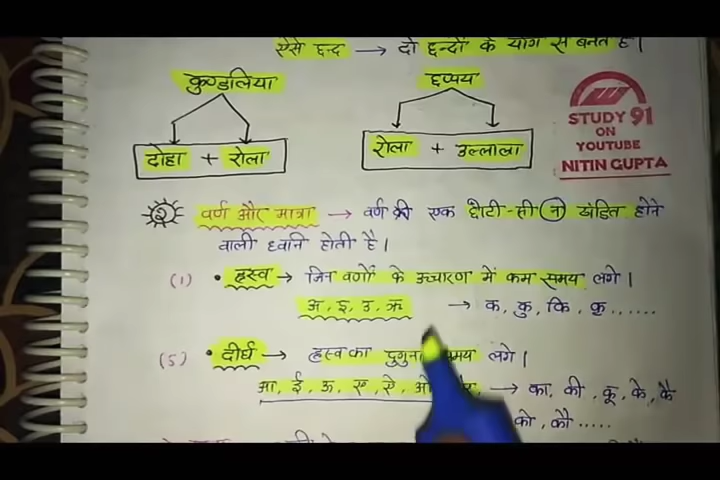 ऐसे छन्द → दो छन्दों के योग से बनते है।
कुण्डलिया
दोहा + रोला
छप्पय
रोला + उल्लाला
STUDY 91
ON
YOUTUBE
NITIN GUPTA
② वर्ण और मात्रा → वर्ण की एक छोटी-सी न खंडित होने
वाली ध्वनि होती है।
(1) • ह्रस्व → जिन वर्णों के उच्चारण में कम समय लगे।
अ, इ, उ, ऋ → क, कु, कि, कृ......
(5) • दीर्घ → ह्रस्व का दुगुना समय लगे।
आ, ई, ऊ, ए, ऐ, ओ → का, की, कू, के, कै
को, कौ.....